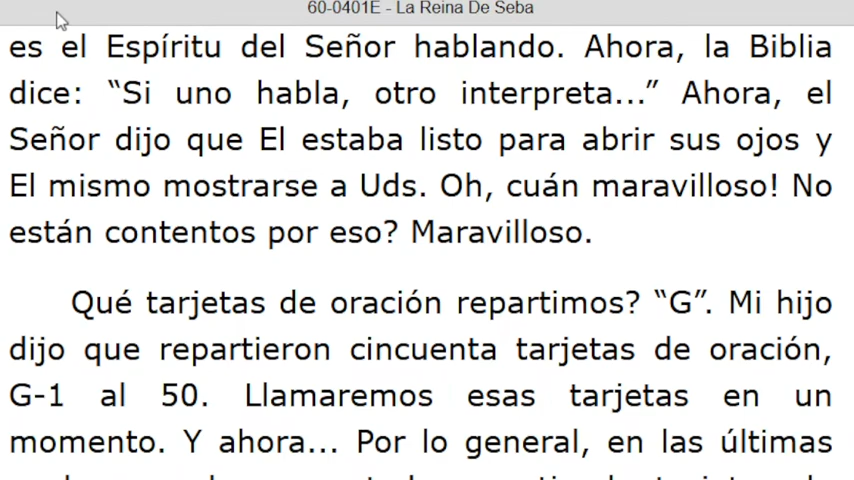 60-0401E - La Reina De Seba
es el Espíritu del Señor hablando. Ahora, la Biblia
dice: “Si uno habla, otro interpreta...” Ahora, el
Señor dijo que El estaba listo para abrir sus ojos y
El mismo mostrarse a Uds. Oh, cuán maravilloso! No
están contentos por eso? Maravilloso.
Qué tarjetas de oración repartimos? “G”. Mi hijo
dijo que repartieron cincuenta tarjetas de oración,
G-1 al 50. Llamaremos esas tarjetas en un
momento. Y ahora... Por lo general, en las últimas